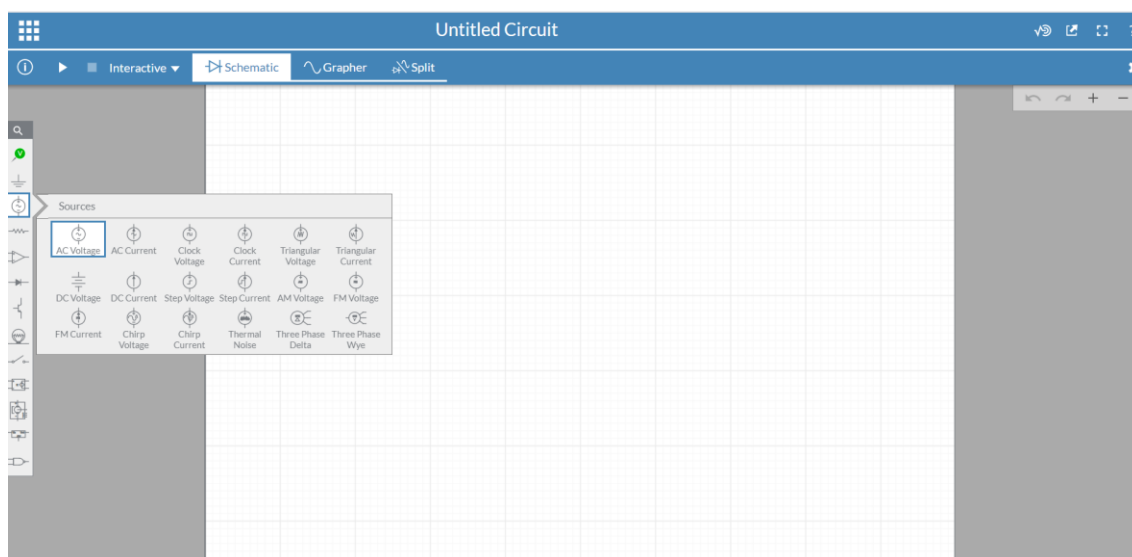 Untitled Circuit
Interactive Schematic Grapher Split
Sources
AC Voltage AC Current Clock Voltage Clock Current Triangular Voltage Triangular Current
DC Voltage DC Current Step Voltage Step Current AM Voltage FM Voltage
FM Current Chirp Voltage Chirp Current Thermal Noise Three Phase Delta Three Phase Wye